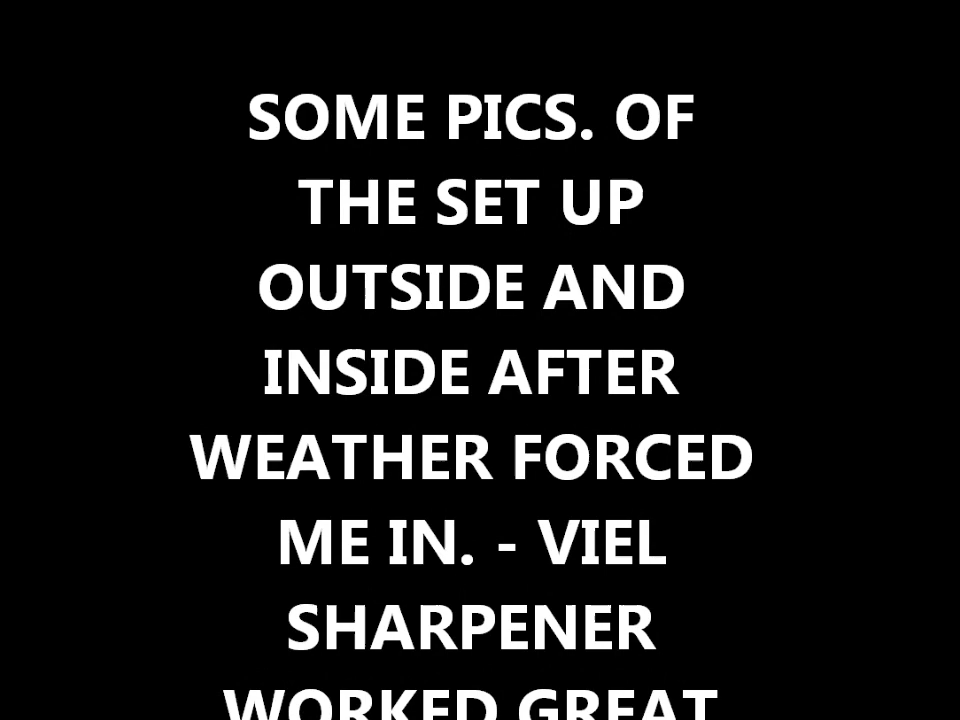 SOME PICS. OF
THE SET UP
OUTSIDE AND
INSIDE AFTER
WEATHER FORCED
ME IN. - VIEL
SHARPENER
WORKED GREAT